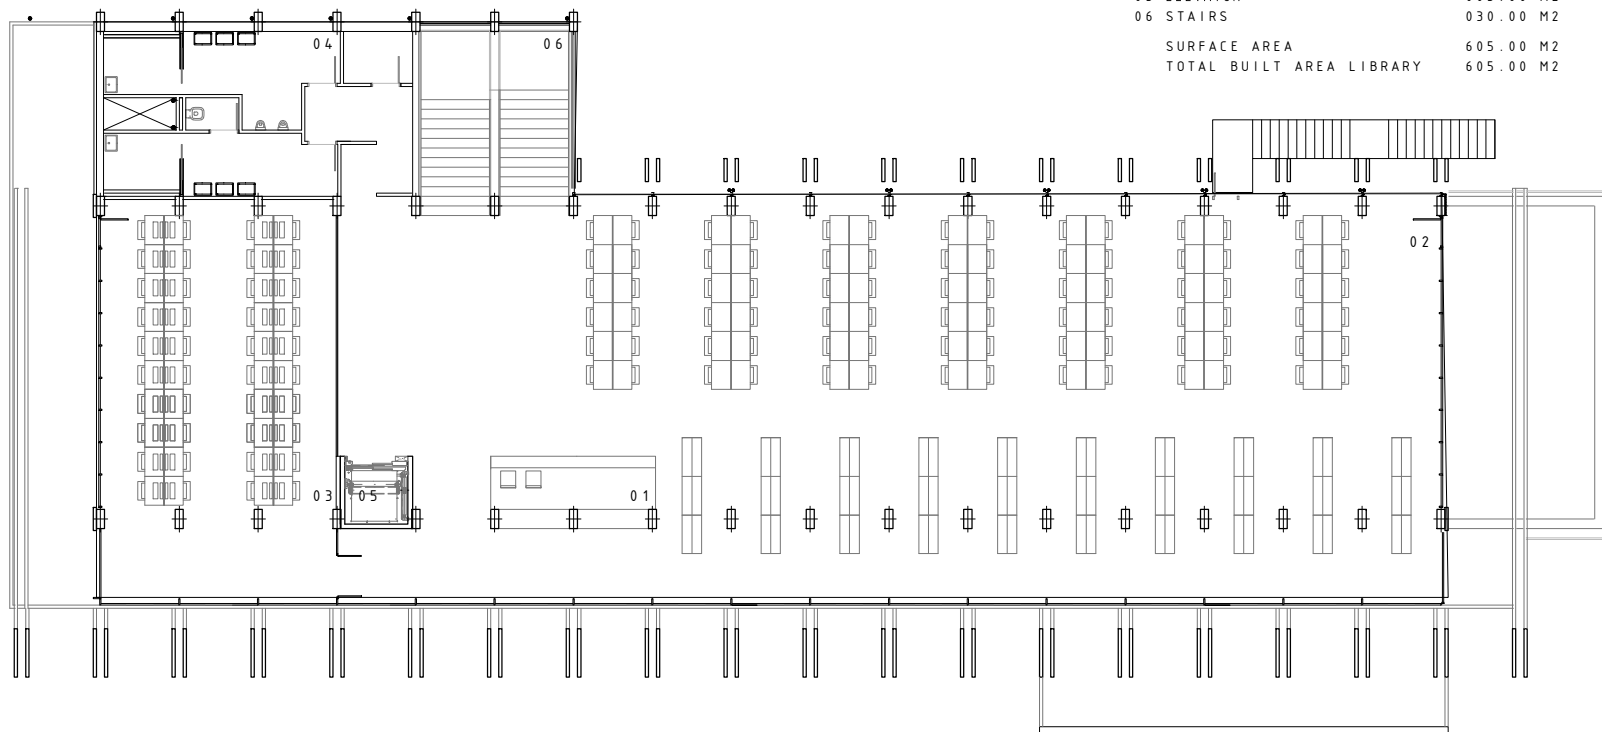 06 STAIRS 030.00 M2
SURFACE AREA 605.00 M2
TOTAL BUILT AREA LIBRARY 605.00 M2
04
06
02
03
05
01